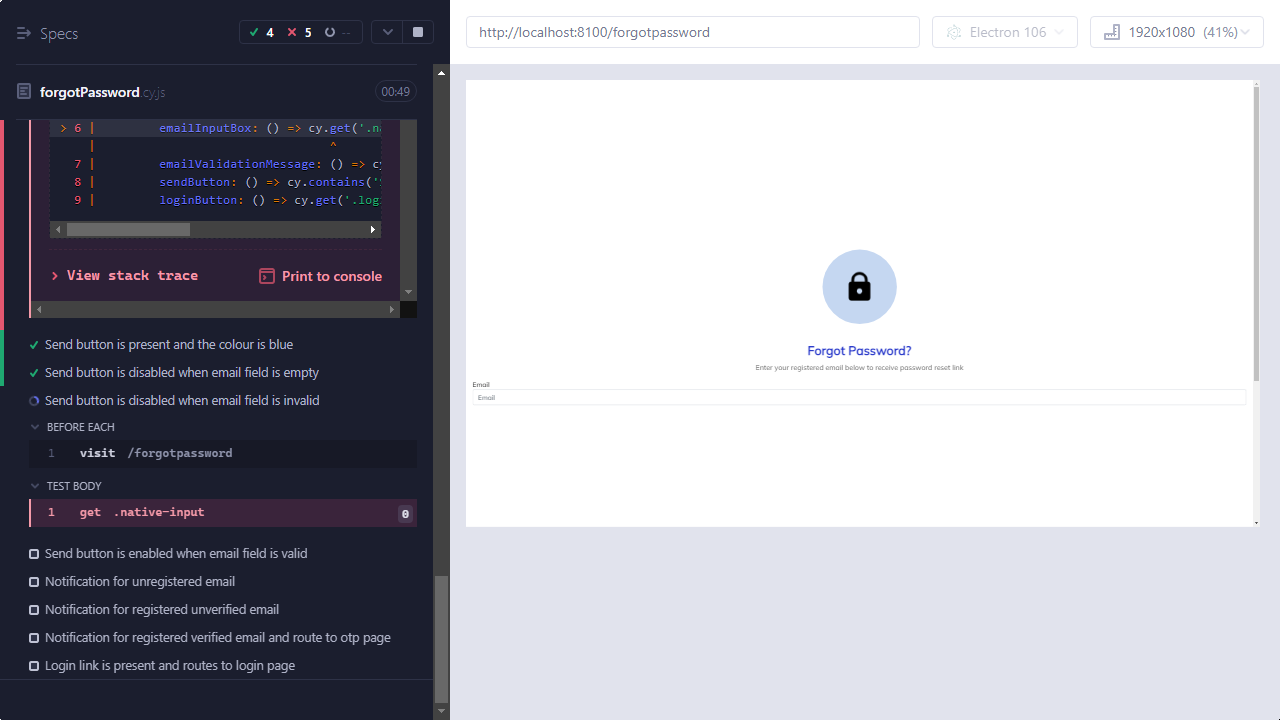 Specs
4
5
--
http://localhost:8100/forgotpassword
Electron 106
1920x1080 (41%)
forgotPassword.cy.js
00:49
> 6 | emailInputBox: () => cy.get('.na
| ^
7 | emailValidationMessage: () => cy
8 | sendButton: () => cy.contains('S
9 | loginButton: () => cy.get('.log
> View stack trace
Print to console
Send button is present and the colour is blue
Send button is disabled when email field is empty
Send button is disabled when email field is invalid
BEFORE EACH
1 visit /forgotpassword
TEST BODY
1 get .native-input 0
Send button is enabled when email field is valid
Notification for unregistered email
Notification for registered unverified email
Notification for registered verified email and route to otp page
Login link is present and routes to login page
Forgot Password?
Enter your registered email below to receive password reset link
Email
Email